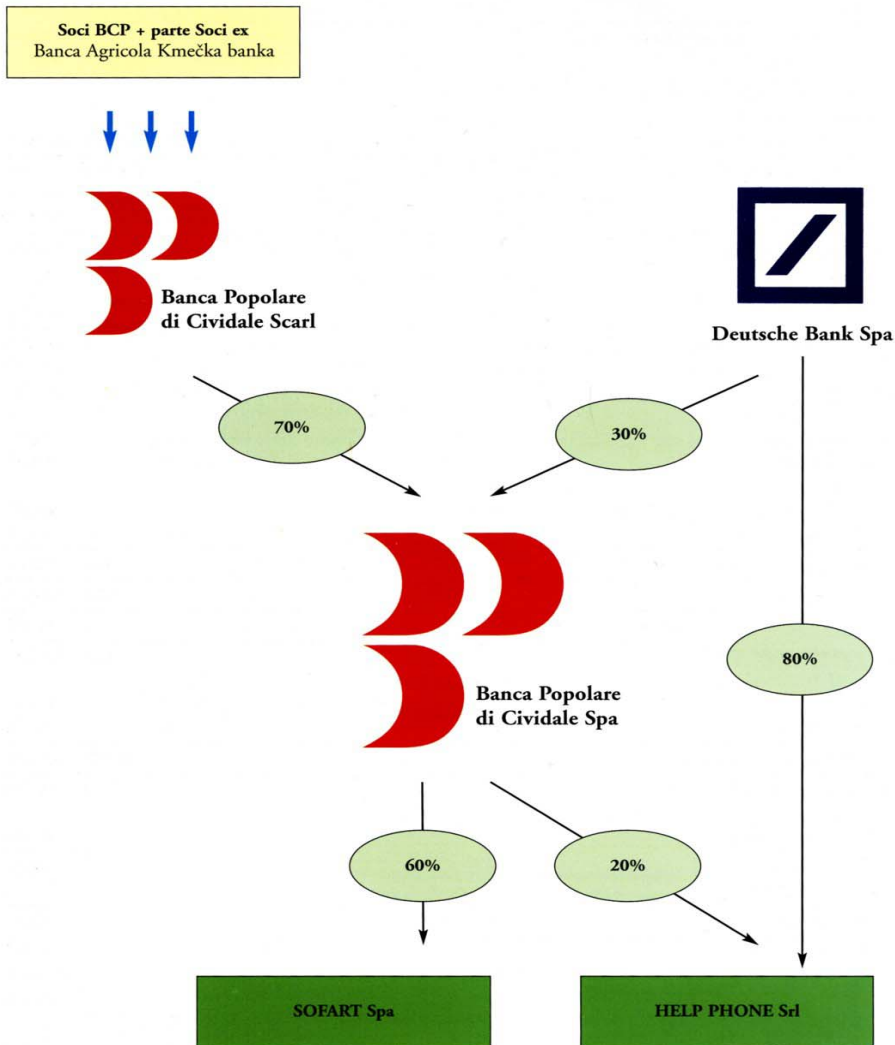 Soci BCP + parte Soci ex
Banca Agricola Kmečka banka
Banca Popolare
di Cividale Scarl
Deutsche Bank Spa
70%
30%
80%
Banca Popolare
di Cividale Spa
60%
20%
SOFART Spa
HELP PHONE Srl